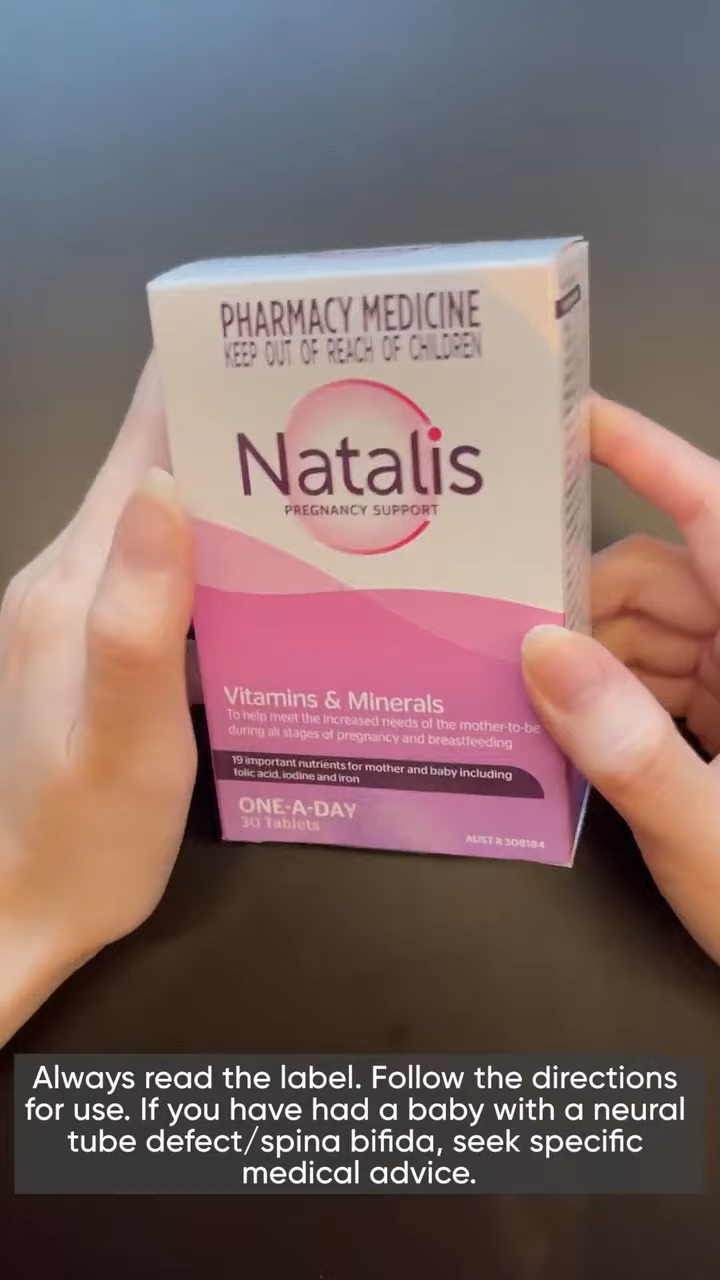 PHARMACY MEDICINE
KEEP OUT OF REACH OF CHILDREN
Natalis
PREGNANCY SUPPORT
Vitamins & Minerals
To help meet the increased needs of the mother-to-be
during all stages of pregnancy and breastfeeding
19 important nutrients for mother and baby including
folic acid, iodine and iron
ONE-A-DAY
30 Tablets
AUST R 308184
Always read the label. Follow the directions
for use. If you have had a baby with a neural
tube defect/spina bifida, seek specific
medical advice.